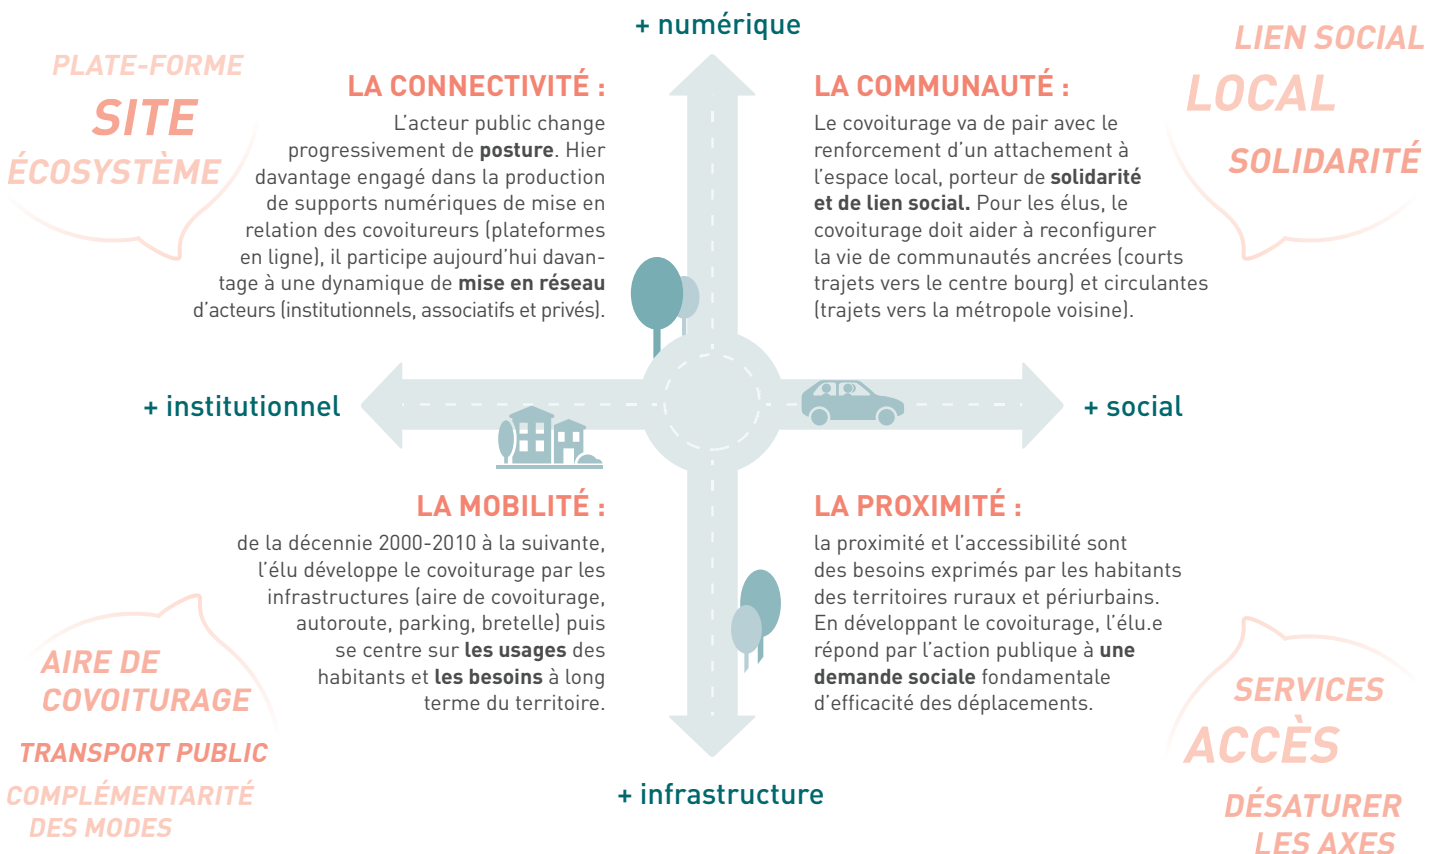 + numérique
PLATE-FORME
SITE
ÉCOSYSTÈME
LA CONNECTIVITÉ :
L’acteur public change
progressivement de posture. Hier
davantage engagé dans la production
de supports numériques de mise en
relation des covoitureurs (plateformes
en ligne), il participe aujourd’hui davan-
tage à une dynamique de mise en réseau
d’acteurs (institutionnels, associatifs et privés).
LA COMMUNAUTÉ :
Le covoiturage va de pair avec le
renforcement d’un attachement à
l’espace local, porteur de solidarité
et de lien social. Pour les élus, le
covoiturage doit aider à reconfigurer
la vie de communautés ancrées (courts
trajets vers le centre bourg) et circulantes
(trajets vers la métropole voisine).
LIEN SOCIAL
LOCAL
SOLIDARITÉ
+ institutionnel
+ social
LA MOBILITÉ :
de la décennie 2000-2010 à la suivante,
l’élu développe le covoiturage par les
infrastructures (aire de covoiturage,
autoroute, parking, bretelle) puis
se centre sur les usages des
habitants et les besoins à long
terme du territoire.
AIRE DE
COVOITURAGE
TRANSPORT PUBLIC
COMPLÉMENTARITÉ
DES MODES
LA PROXIMITÉ :
la proximité et l’accessibilité sont
des besoins exprimés par les habitants
des territoires ruraux et périurbains.
En développant le covoiturage, l’élu.e
répond par l’action publique à une
demande sociale fondamentale
d’efficacité des déplacements.
SERVICES
ACCÈS
DÉSATURER
LES AXES
+ infrastructure